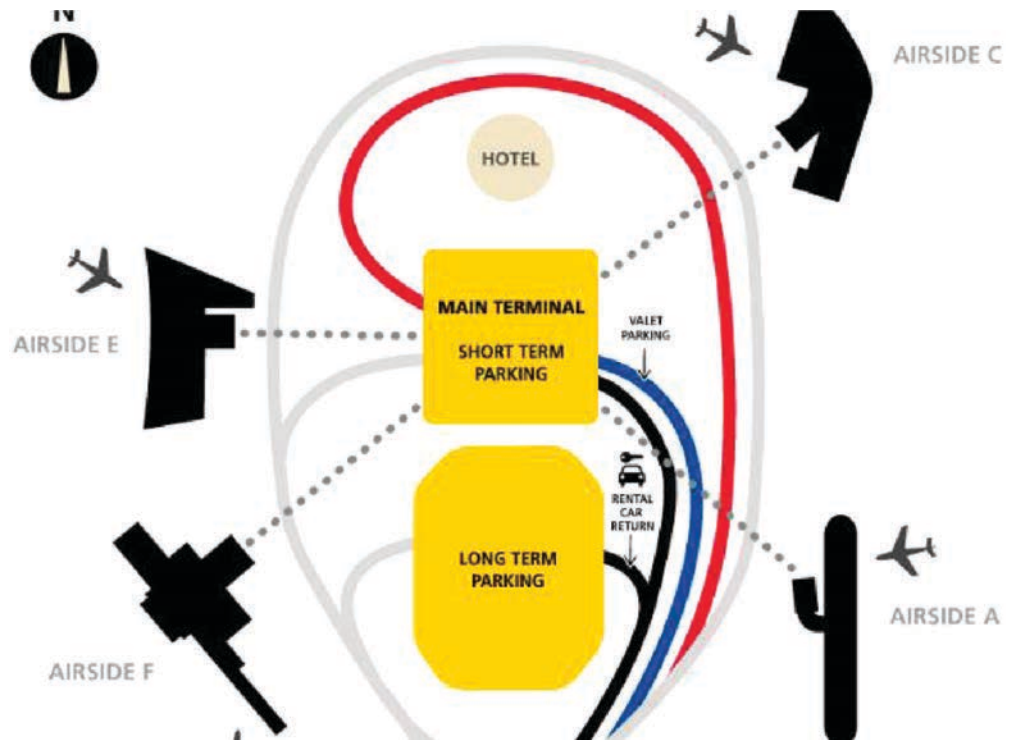 N
AIRSIDE C
HOTEL
MAIN TERMINAL
SHORT TERM
PARKING
VALET
PARKING
AIRSIDE E
RENTAL
CAR
RETURN
LONG TERM
PARKING
AIRSIDE A
AIRSIDE F